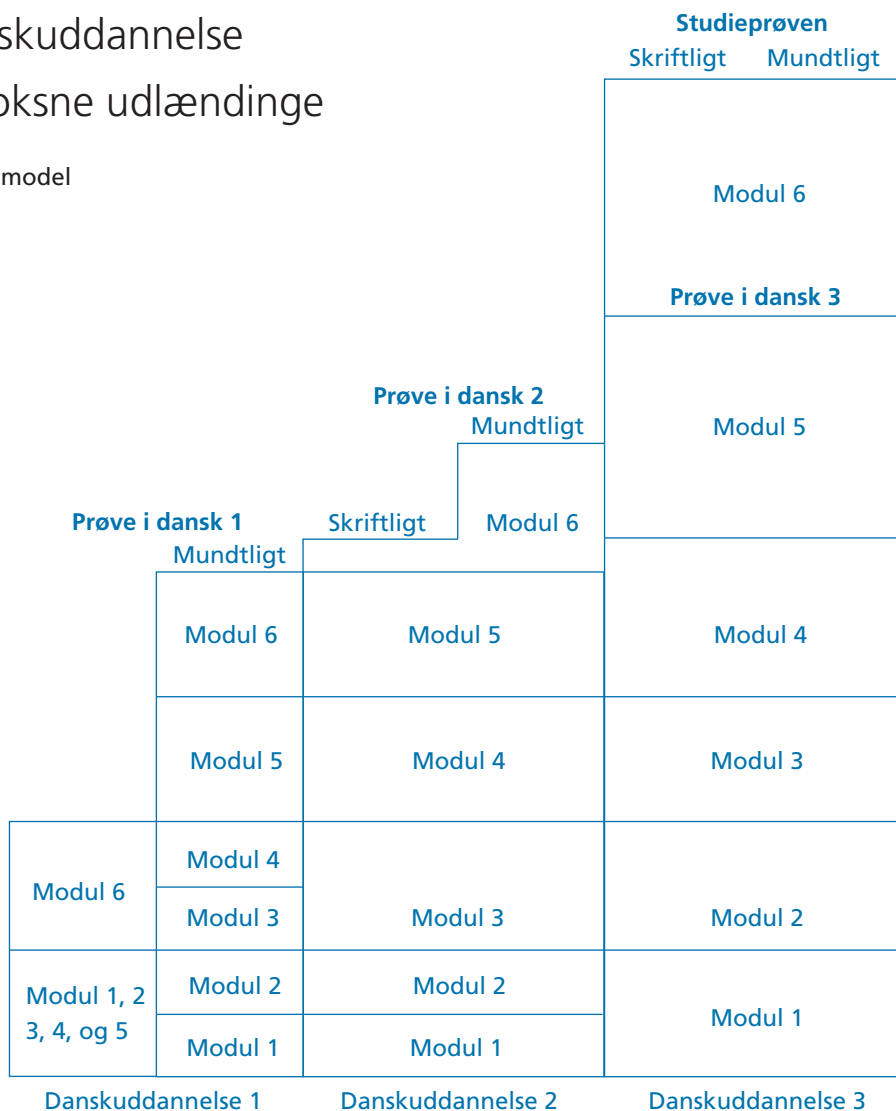 skuddannelse
oksne udlændinge
model
Studieprøven
Skriftligt Mundtligt
Modul 6
Prøve i dansk 3
Modul 5
Modul 4
Modul 3
Modul 2
Modul 1
Danskuddannelse 3
Prøve i dansk 2
Mundtligt
Skriftligt
Modul 6
Modul 5
Modul 4
Modul 3
Modul 2
Modul 1
Danskuddannelse 2
Prøve i dansk 1
Mundtligt
Modul 6
Modul 5
Modul 4
Modul 3
Modul 2
Modul 1
Modul 6
Modul 1, 2
3, 4, og 5
Danskuddannelse 1